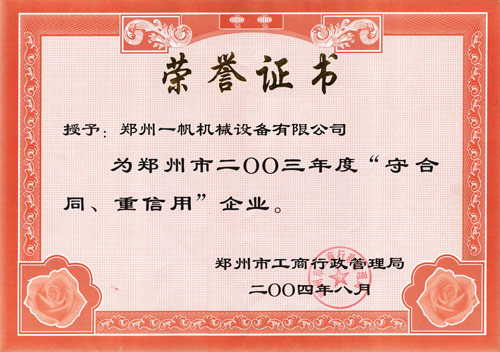 荣誉证书
授予：郑州一帆机械设备有限公司
为郑州市二〇〇三年度“守合
同、重信用”企业。
郑州市工商行政管理局
二〇〇四年八月